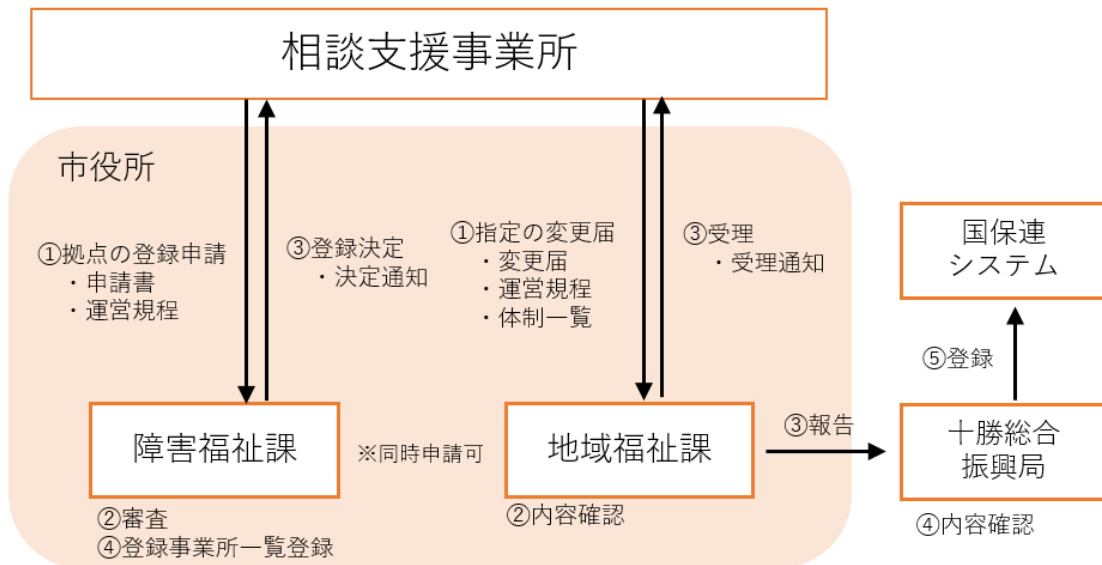 相談支援事業所
市役所
①拠点の登録申請
・申請書
・運営規程
③登録決定
・決定通知
①指定の変更届
・変更届
・運営規程
・体制一覧
③受理
・受理通知
国保連
システム
⑤登録
障害福祉課
※同時申請可
地域福祉課
③報告
十勝総合
振興局
②審査
④登録事業所一覧登録
②内容確認
④内容確認